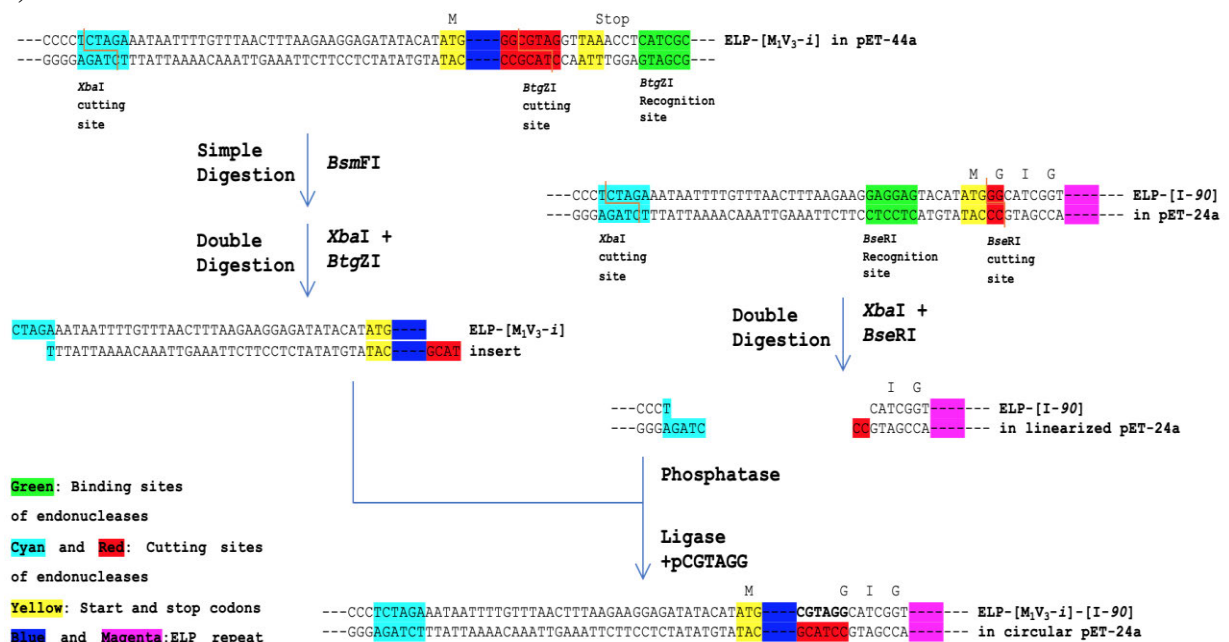 M Stop
---CCCCTCTAGAAATAATTTTGTTTAACTTTAAGAAGGAGATATACATATG----GGCGTAGGTTAAACCTCATCGC--- ELP-[M₁V₃-i] in pET-44a
---GGGGAGATCTTTATTAAAACAAATTGAAATTCTTCCTCTATATGTATAC----CCGCATCCAATTTGGAGTAGCG---
XbaI
cutting
site
BtgZI
cutting
site
BtgZI
Recognition
site
Simple
Digestion
BsmFI
M G I G
---CCCTCTAGAAATAATTTTGTTTAACTTTAAGAAGGAGGAGTACATATGGGCATCGGT------- ELP-[I-90]
---GGGAGATCTTTATTAAAACAAATTGAAATTCTTCCTCCTCATGTATACCCGTAGCCA------- in pET-24a
XbaI
cutting
site
BseRI
Recognition
site
BseRI
cutting
site
Double
Digestion
XbaI +
BtgZI
Double
Digestion
XbaI +
BseRI
CTAGAAATAATTTTGTTTAACTTTAAGAAGGAGATATACATATG---- ELP-[M₁V₃-i]
TTTATTAAAACAAATTGAAATTCTTCCTCTATATGTATAC----GCAT insert
I G
---CCCT CATCGGT------- ELP-[I-90]
---GGGAGATC CCGTAGCCA------- in linearized pET-24a
Phosphatase
Ligase
+pCGTAGG
Green: Binding sites
of endonucleases
Cyan and Red: Cutting sites
of endonucleases
Yellow: Start and stop codons
Blue and Magenta:ELP repeat
M G I G
---CCCTCTAGAAATAATTTTGTTTAACTTTAAGAAGGAGATATACATATG----CGTAGGCATCGGT------- ELP-[M₁V₃-i]-[I-90]
---GGGAGATCTTTATTAAAACAAATTGAAATTCTTCCTCTATATGTATAC----GCATCCGTAGCCA------- in circular pET-24a